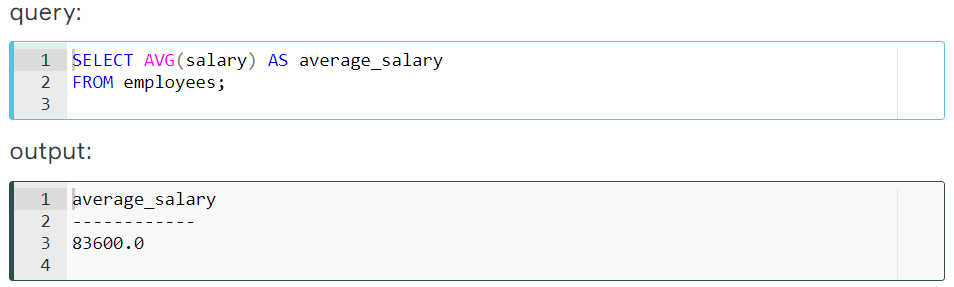 query:
1 SELECT AVG(salary) AS average_salary
2 FROM employees;
3
output:
1 average_salary
2 ------------
3 83600.0
4